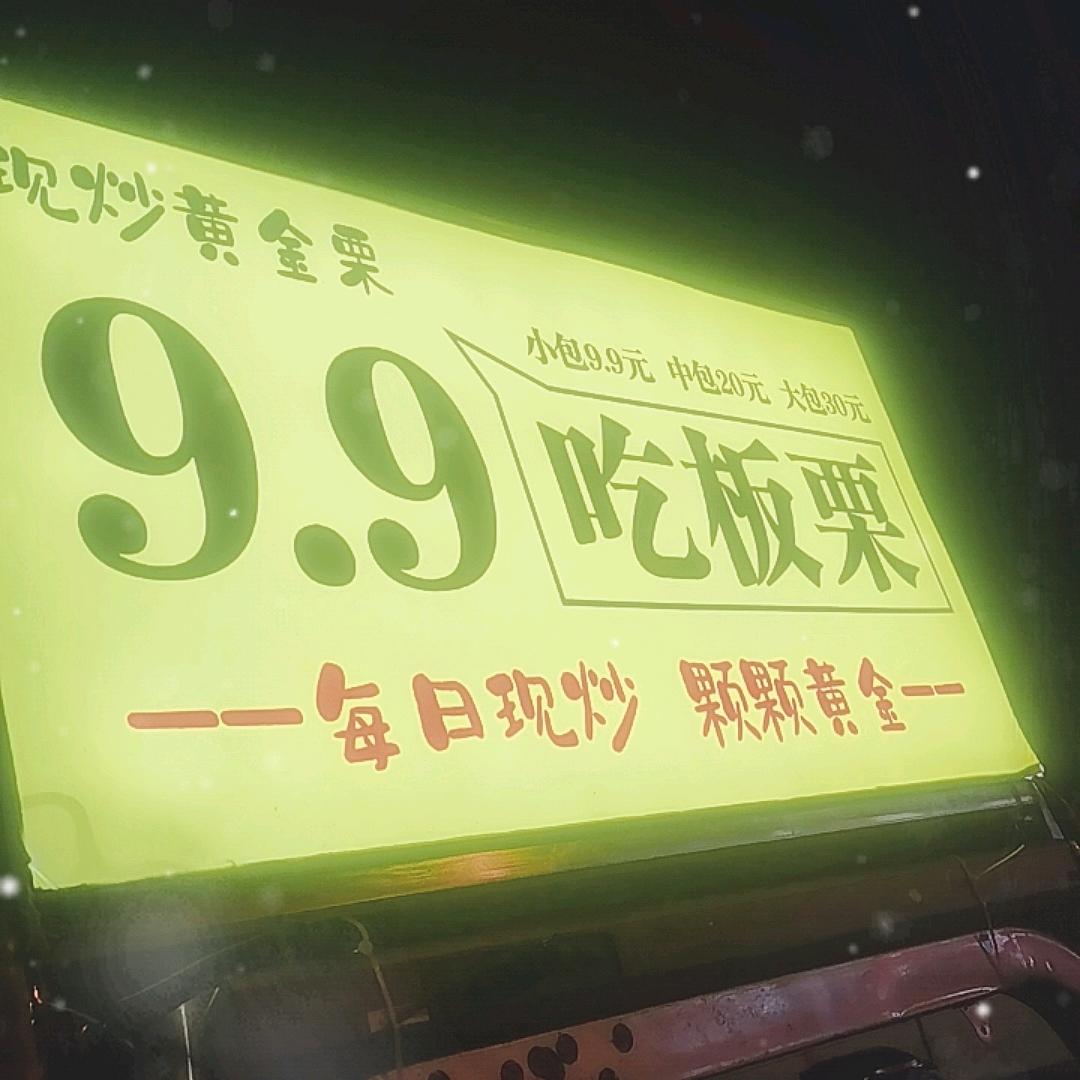 现炒黄金栗
9.9
小包9.9元 中包20元 大包30元
吃板栗
——每日现炒 颗颗黄金——